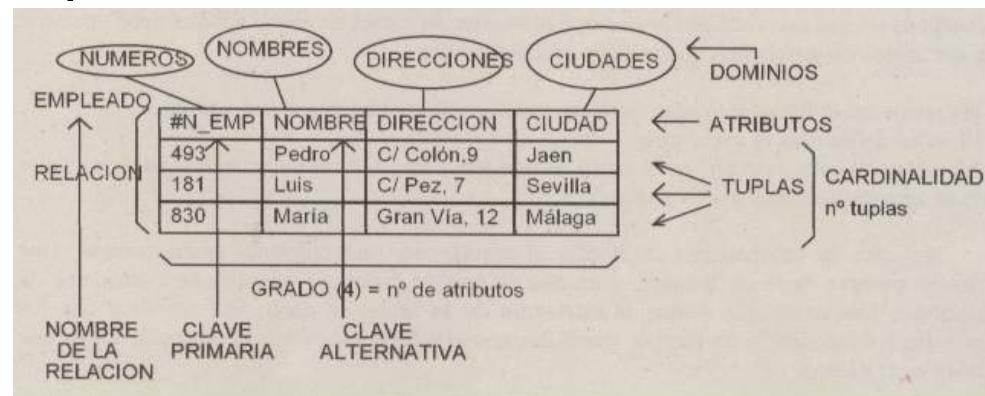 NUMEROS NOMBRES DIRECCIONES CIUDADES
DOMINIOS
EMPLEADO
#N_EMP NOMBRE DIRECCION CIUDAD ATRIBUTOS
493 Pedro C/ Colón,9 Jaen
RELACION 181 Luis C/ Pez, 7 Sevilla TUPLAS CARDINALIDAD
830 María Gran Vía, 12 Málaga nº tuplas
GRADO (4) = nº de atributos
NOMBRE DE LA RELACION
CLAVE PRIMARIA
CLAVE ALTERNATIVA